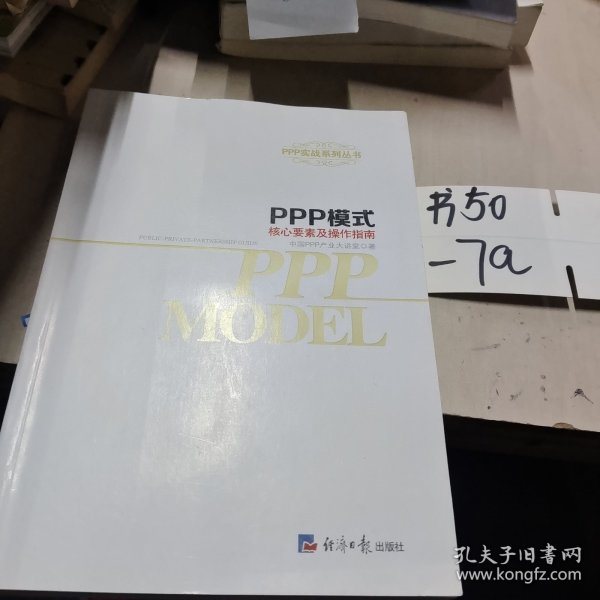 PPP实战系列丛书
PPP模式
核心要素及操作指南
PUBLIC-PRIVATE-PARTNERSHIP GUIDE
中国PPP产业大讲堂◇著
PPP
MODEL
经济日报出版社
书50
-7a
孔夫子旧书网
www.kongfz.com